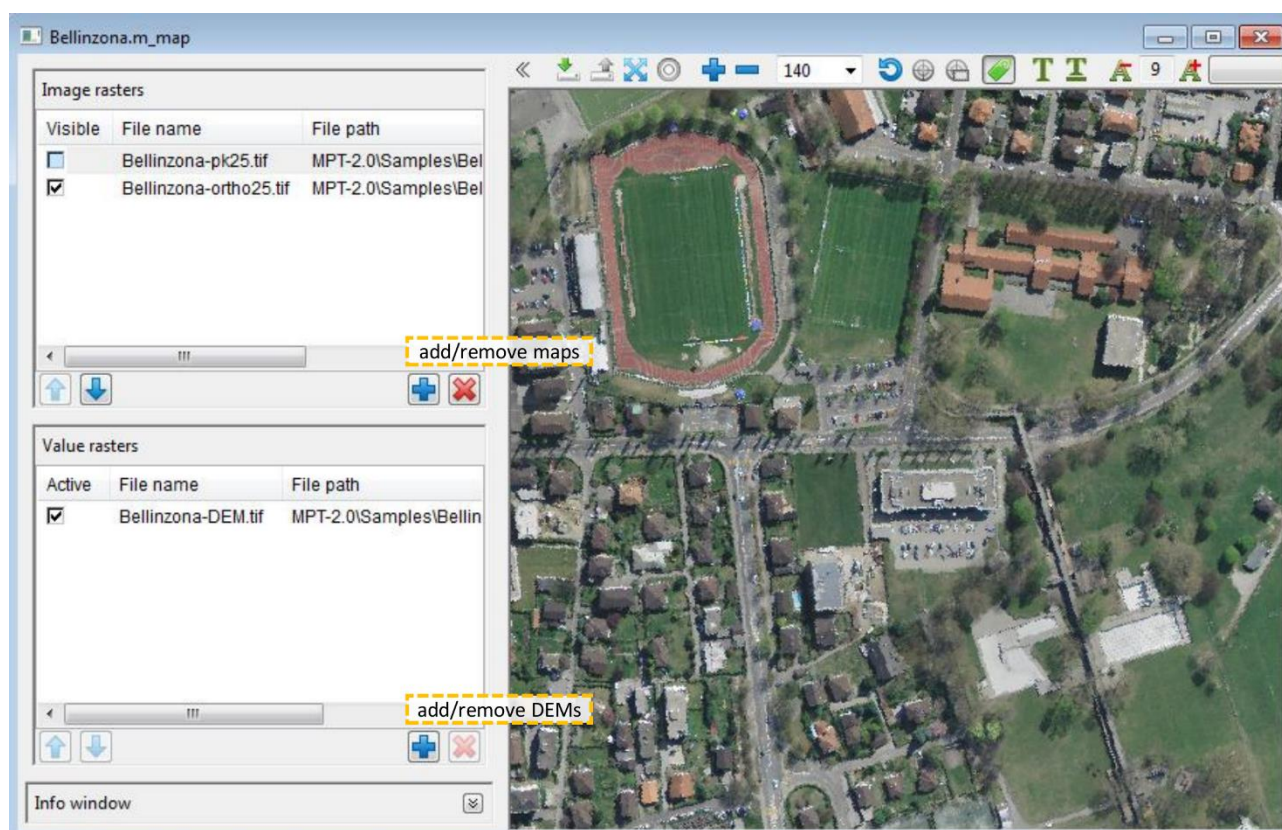 Bellinzona.m_map
Image rasters
Visible File name File path
Bellinzona-pk25.tif MPT-2.0\Samples\Bel
Bellinzona-ortho25.tif MPT-2.0\Samples\Bel
add/remove maps
Value rasters
Active File name File path
Bellinzona-DEM.tif MPT-2.0\Samples\Bellin
add/remove DEMs
Info window
140
T T A 9 A